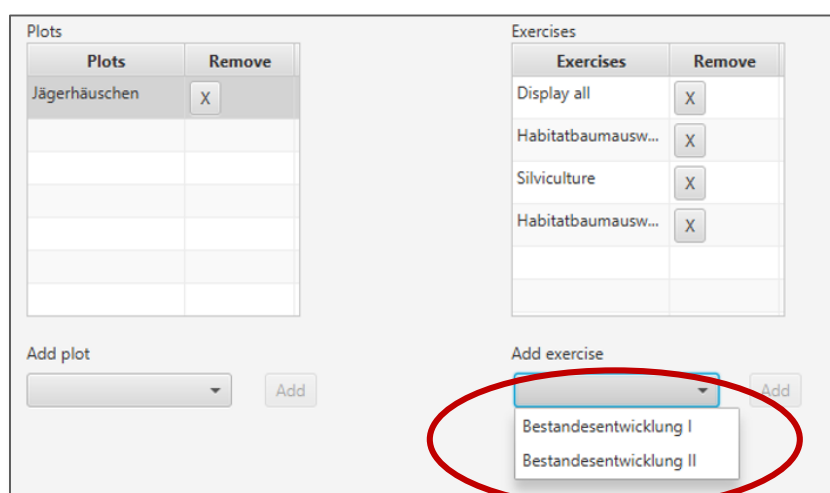 Plots
Plots Remove
Jägerhäuschen X
Add plot
Add
Exercises
Exercises Remove
Display all X
Habitatbaumausw... X
Silviculture X
Habitatbaumausw... X
Add exercise
Add
Bestandesentwicklung I
Bestandesentwicklung II